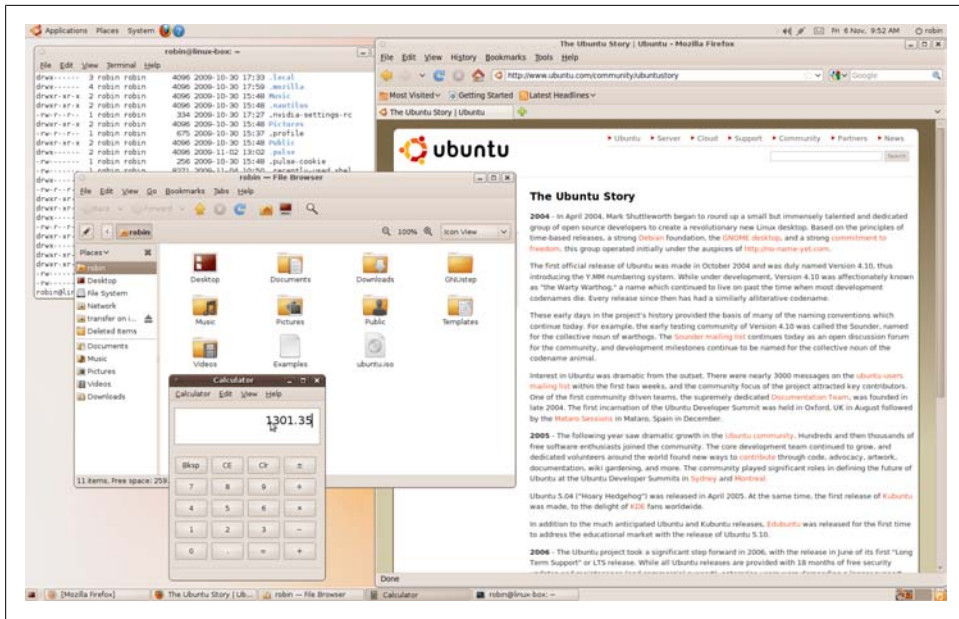 Applications Places System
Fri 6 Nov, 9:52 AM robin
robin@linux-box: ~
File Edit View Terminal Help
drwx------ 3 robin robin 4096 2009-10-30 17:33 .local
drwx------ 4 robin robin 4096 2009-10-30 17:59 .mozilla
drwxr-xr-x 2 robin robin 4096 2009-10-30 15:48 Music
drwxr-xr-x 2 robin robin 4096 2009-10-30 15:48 .nautilus
-rw-r--r-- 1 robin robin 334 2009-10-30 17:27 .nvidia-settings-rc
drwxr-xr-x 2 robin robin 4096 2009-10-30 15:48 Pictures
-rw-r--r-- 1 robin robin 675 2009-10-30 15:37 .profile
drwxr-xr-x 2 robin robin 4096 2009-10-30 15:48 Public
drwx------ 2 robin robin 4096 2009-11-02 13:02 .pulse
-rw------- 1 robin robin 256 2009-10-30 15:48 .pulse-cookie
-rw------- 1 robin robin 8221 2009-11-04 10:50 .recently-used.xbel
robin — File Browser
File Edit View Go Bookmarks Tabs Help
Back Forward
robin
100% Icon View
Places
robin
Desktop
File System
Network
transfer on i...
Deleted Items
Documents
Music
Pictures
Videos
Downloads
Desktop Documents Downloads GNUstep
Music Pictures Public Templates
Videos Examples ubuntu.iso
11 items, Free space: 259.
Calculator
Calculator Edit View Help
1301.35
Bksp CE Clr ±
7 8 9 ÷
4 5 6 ×
1 2 3 −
0 . = +
The Ubuntu Story | Ubuntu - Mozilla Firefox
File Edit View History Bookmarks Tools Help
http://www.ubuntu.com/community/ubuntustory
Google
Most Visited Getting Started Latest Headlines
The Ubuntu Story | Ubuntu
ubuntu
Ubuntu Server Cloud Support Community Partners News
Search
The Ubuntu Story
2004 - In April 2004, Mark Shuttleworth began to round up a small but immensely talented and dedicated
group of open source developers to create a revolutionary new Linux desktop. Based on the principles of
time-based releases, a strong Debian foundation, the GNOME desktop, and a strong commitment to
freedom, this group operated initially under the auspices of http://no-name-yet.com.
The first official release of Ubuntu was made in October 2004 and was duly named Version 4.10, thus
introducing the Y.MM numbering system. While under development, Version 4.10 was affectionately known
as "the Warty Warthog," a name which continued to live on past the time when most development
codenames die. Every release since then has had a similarly alliterative codename.
These early days in the project's history provided the basis of many of the naming conventions which
continue today. For example, the early testing community of Version 4.10 was called the Sounder, named
for the collective noun of warthogs. The Sounder mailing list continues today as an open discussion forum
for the community, and development milestones continue to be named for the collective noun of the
codename animal.
Interest in Ubuntu was dramatic from the outset. There were nearly 3000 messages on the ubuntu-users
mailing list within the first two weeks, and the community focus of the project attracted key contributors.
One of the first community driven teams, the supremely dedicated Documentation Team, was founded in
late 2004. The first incarnation of the Ubuntu Developer Summit was held in Oxford, UK in August followed
by the Mataro Sessions in Mataro, Spain in December.
2005 - The following year saw dramatic growth in the Ubuntu community. Hundreds and then thousands of
free software enthusiasts joined the community. The core development team continued to grow, and
dedicated volunteers around the world found new ways to contribute through code, advocacy, artwork,
documentation, wiki gardening, and more. The community played significant roles in defining the future of
Ubuntu at the Ubuntu Developer Summits in Sydney and Montreal.
Ubuntu 5.04 ("Hoary Hedgehog") was released in April 2005. At the same time, the first release of Kubuntu
was made, to the delight of KDE fans worldwide.
In addition to the much anticipated Ubuntu and Kubuntu releases, Edubuntu was released for the first time
to address the educational market with the release of Ubuntu 5.10.
2006 - The Ubuntu project took a significant step forward in 2006, with the release in June of its first "Long
Term Support" or LTS release. While all Ubuntu releases are provided with 18 months of free security
Done
[Mozilla Firefox] The Ubuntu Story | Ub... robin — File Browser Calculator robin@linux-box: ~